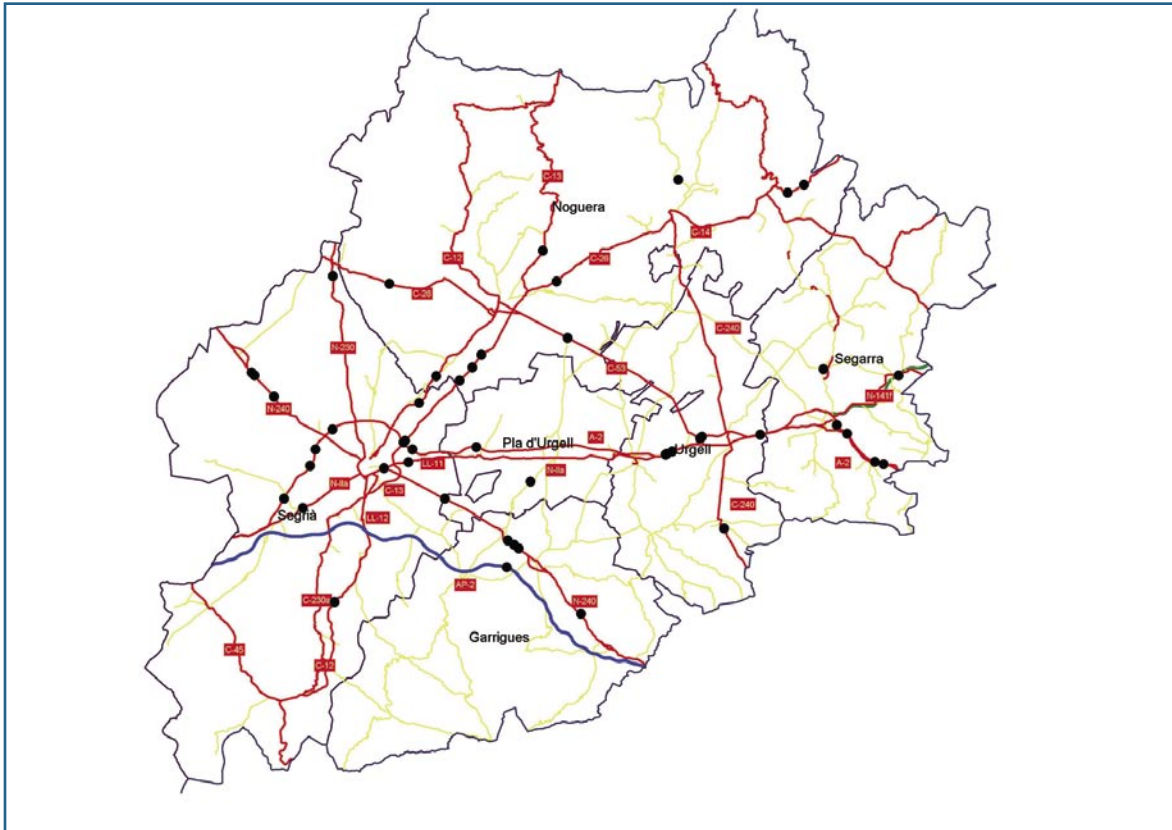 C-13
Noguera
C-14
C-12
C-26
C-26
N-230
C-240
C-53
Segarra
N-141f
N-240
Pla d'Urgell
A-2
Urgell
LL-11
A-2
N-IIa
N-IIa
C-13
Segrià
LL-12
C-240
AP-2
C-230a
N-240
Garrigues
C-45
C-12